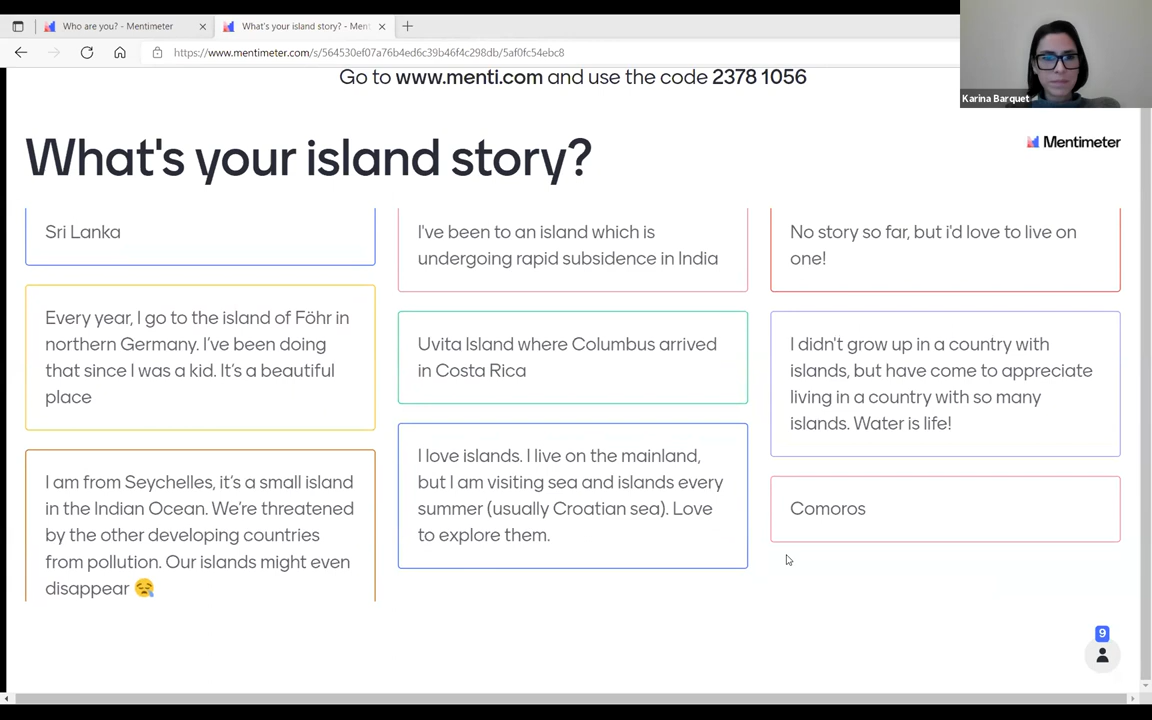 Who are you? - Mentimeter
What's your island story? - Ment
https://www.mentimeter.com/s/564530ef07a76b4ed6c39b46f4c298db/5af0fc54ebc8
Karina Barquet
Go to www.menti.com and use the code 2378 1056
What's your island story?
Mentimeter
Sri Lanka
Every year, I go to the island of Föhr in
northern Germany. I've been doing
that since I was a kid. It's a beautiful
place
I am from Seychelles, it's a small island
in the Indian Ocean. We're threatened
by the other developing countries
from pollution. Our islands might even
disappear 😪
I've been to an island which is
undergoing rapid subsidence in India
Uvita Island where Columbus arrived
in Costa Rica
I love islands. I live on the mainland,
but I am visiting sea and islands every
summer (usually Croatian sea). Love
to explore them.
No story so far, but i'd love to live on
one!
I didn't grow up in a country with
islands, but have come to appreciate
living in a country with so many
islands. Water is life!
Comoros
9